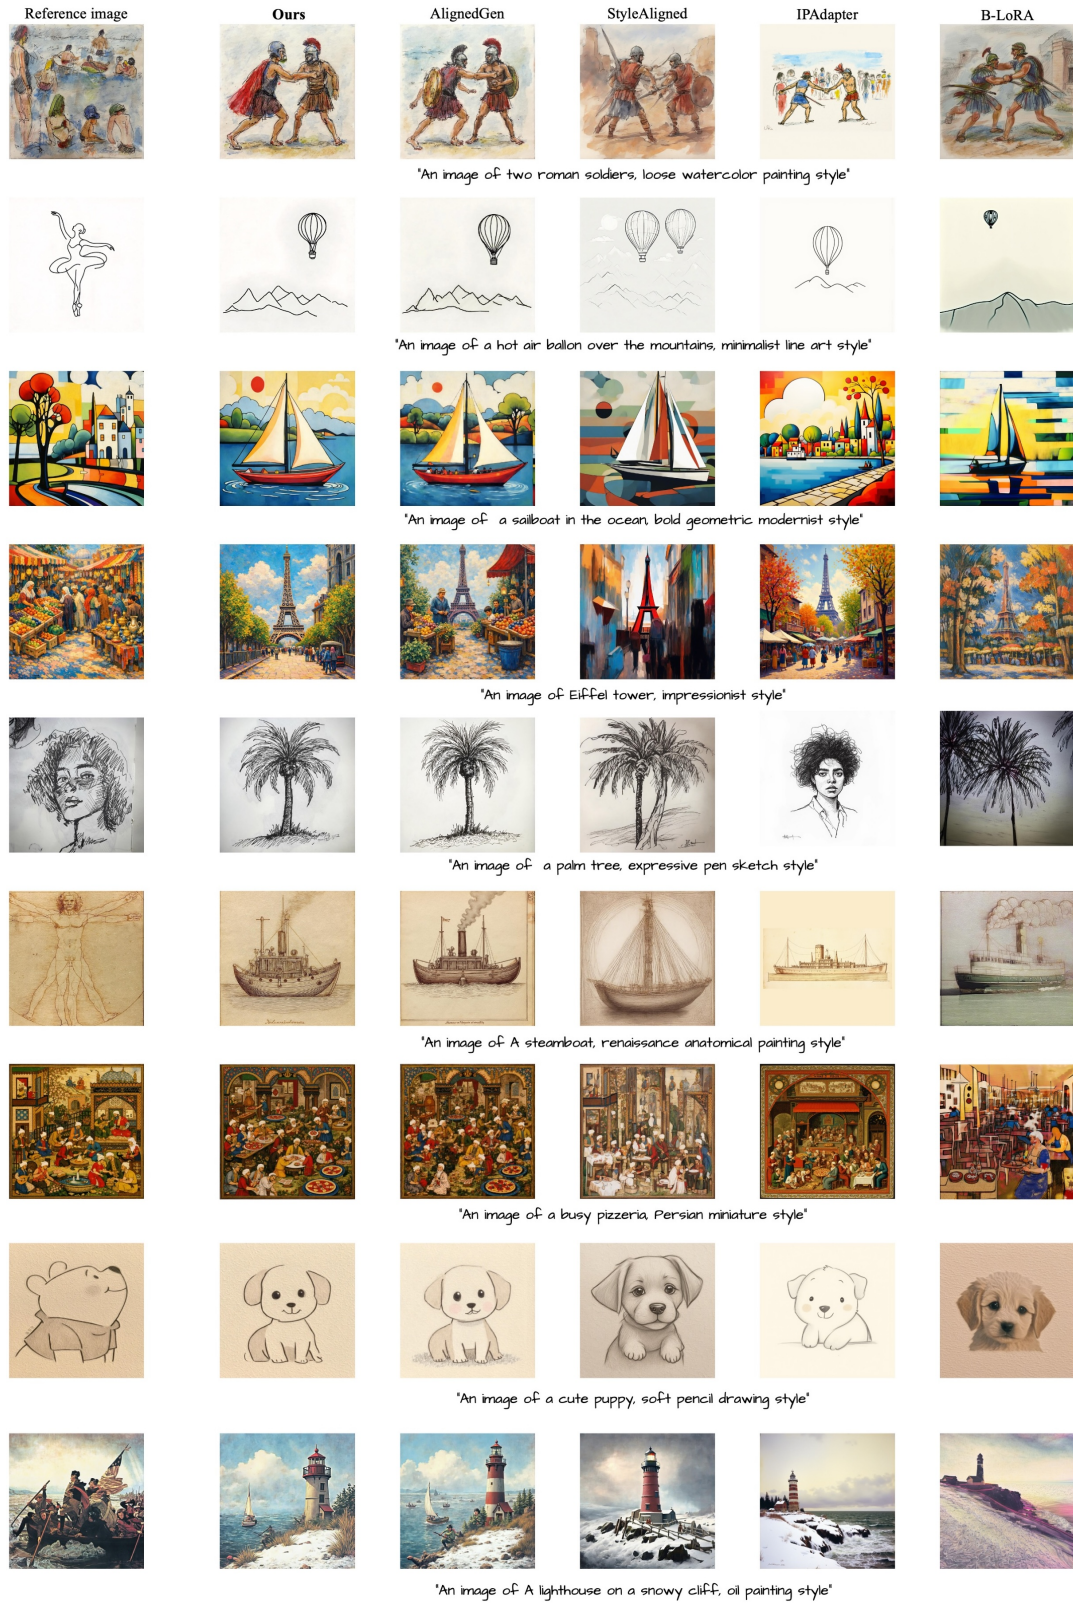 Reference image
Ours
AlignedGen
StyleAligned
IPAdapter
B-LoRA
"An image of two roman soldiers, loose watercolor painting style"
"An image of a hot air ballon over the mountains, minimalist line art style"
"An image of a sailboat in the ocean, bold geometric modernist style"
"An image of Eiffel tower, impressionist style"
"An image of a palm tree, expressive pen sketch style"
"An image of A steamboat, renaissance anatomical painting style"
"An image of a busy pizzeria, Persian miniature style"
"An image of a cute puppy, soft pencil drawing style"
"An image of A lighthouse on a snowy cliff, oil painting style"